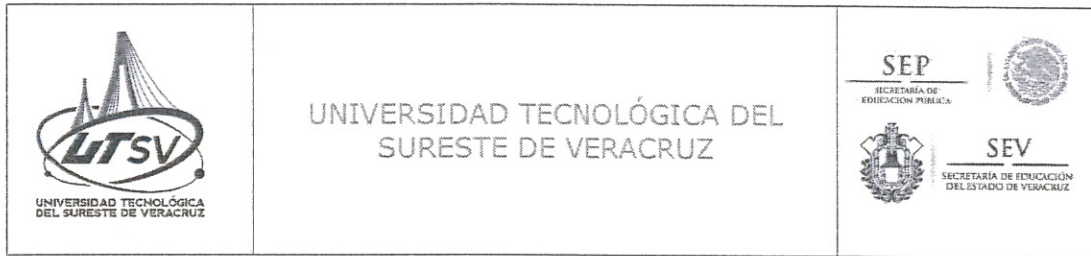 UTSV
UNIVERSIDAD TECNOLÓGICA
DEL SURESTE DE VERACRUZ
UNIVERSIDAD TECNOLÓGICA DEL
SURESTE DE VERACRUZ
SEP
SECRETARÍA DE
EDUCACIÓN PÚBLICA
SEV
SECRETARÍA DE EDUCACIÓN
DEL ESTADO DE VERACRUZ